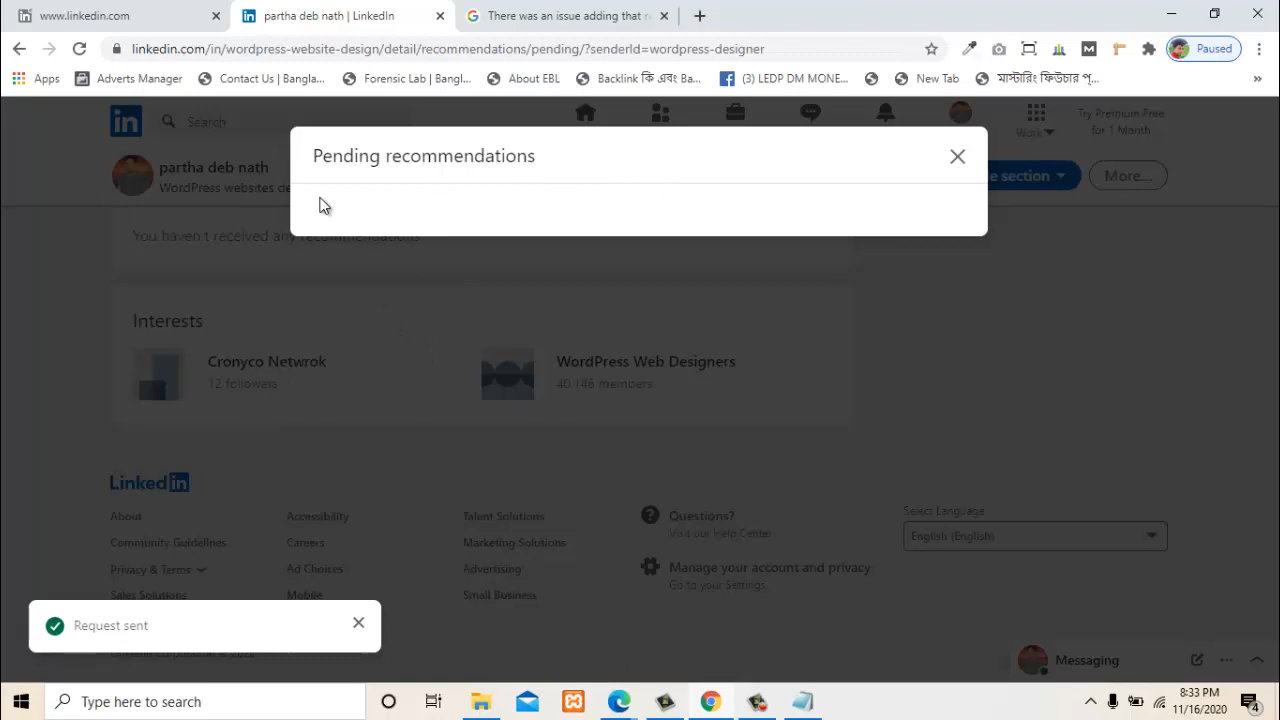 www.linkedin.com
partha deb nath | LinkedIn
There was an issue adding that re
linkedin.com/in/wordpress-website-design/detail/recommendations/pending/?senderId=wordpress-designer
Paused
Apps
Adverts Manager
Contact Us | Bangla...
Forensic Lab | Bangl...
About EBL
Backlink কি এবং Ba...
(3) LEDP DM MONE...
New Tab
মাস্টারিং ফিউচার প্...
»
in
Search
Work
Try Premium Free
for 1 Month
Pending recommendations
partha deb nath
WordPress websites de
e section
More...
You haven't received any recommendations
Interests
Cronyco Netwrok
12 followers
WordPress Web Designers
40,146 members
Linkedin
About
Accessibility
Talent Solutions
Questions?
Visit our Help Center
Select Language
English (English)
Community Guidelines
Careers
Marketing Solutions
Privacy & Terms
Ad Choices
Advertising
Manage your account and privacy
Go to your Settings.
Sales Solutions
Mobile
Small Business
Request sent
Messaging
Type here to search
8:33 PM
11/16/2020
4